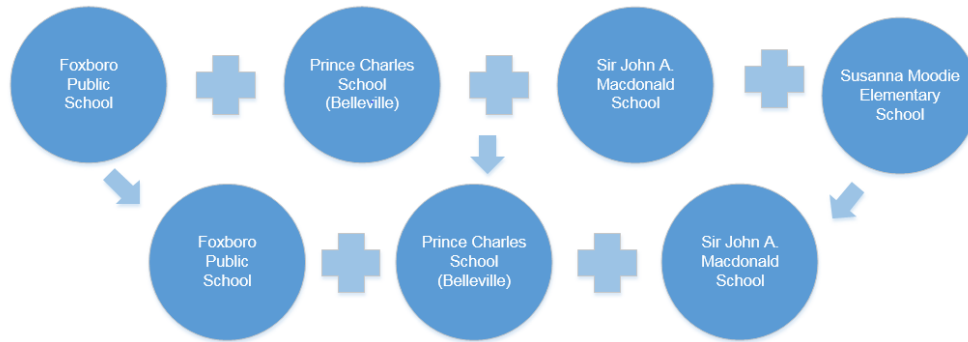 Foxboro
Public
School
Prince Charles
School
(Belleville)
Sir John A.
Macdonald
School
Susanna Moodie
Elementary
School
Foxboro
Public
School
Prince Charles
School
(Belleville)
Sir John A.
Macdonald
School